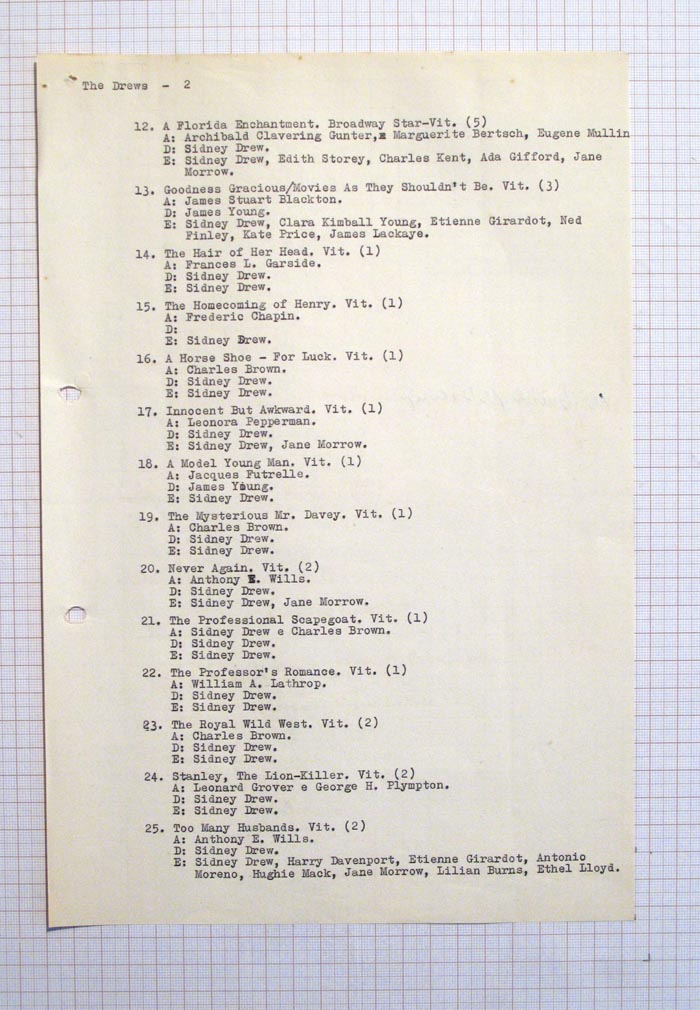 The Drews - 2
12. A Florida Enchantment. Broadway Star-Vit. (5)
A: Archibald Clavering Gunter, Marguerite Bertsch, Eugene Mullin
D: Sidney Drew.
E: Sidney Drew, Edith Storey, Charles Kent, Ada Gifford, Jane
Morrow.
13. Goodness Gracious/Movies As They Shouldn't Be. Vit. (3)
A: James Stuart Blackton.
D: James Young.
E: Sidney Drew, Clara Kimball Young, Etienne Girardot, Ned
Finley, Kate Price, James Lackaye.
14. The Hair of Her Head. Vit. (1)
A: Frances L. Garside.
D: Sidney Drew.
E: Sidney Drew.
15. The Homecoming of Henry. Vit. (1)
A: Frederic Chapin.
D:
E: Sidney Drew.
16. A Horse Shoe - For Luck. Vit. (1)
A: Charles Brown.
D: Sidney Drew.
E: Sidney Drew.
17. Innocent But Awkward. Vit. (1)
A: Leonora Pepperman.
D: Sidney Drew.
E: Sidney Drew, Jane Morrow.
18. A Model Young Man. Vit. (1)
A: Jacques Futrelle.
D: James Young.
E: Sidney Drew.
19. The Mysterious Mr. Davey. Vit. (1)
A: Charles Brown.
D: Sidney Drew.
E: Sidney Drew.
20. Never Again. Vit. (2)
A: Anthony E. Wills.
D: Sidney Drew.
E: Sidney Drew, Jane Morrow.
21. The Professional Scapegoat. Vit. (1)
A: Sidney Drew e Charles Brown.
D: Sidney Drew.
E: Sidney Drew.
22. The Professor's Romance. Vit. (1)
A: William A. Lathrop.
D: Sidney Drew.
E: Sidney Drew.
23. The Royal Wild West. Vit. (2)
A: Charles Brown.
D: Sidney Drew.
E: Sidney Drew.
24. Stanley, The Lion-Killer. Vit. (2)
A: Leonard Grover e George H. Plympton.
D: Sidney Drew.
E: Sidney Drew.
25. Too Many Husbands. Vit. (2)
A: Anthony E. Wills.
D: Sidney Drew.
E: Sidney Drew, Harry Davenport, Etienne Girardot, Antonio
Moreno, Hughie Mack, Jane Morrow, Lilian Burns, Ethel Lloyd.